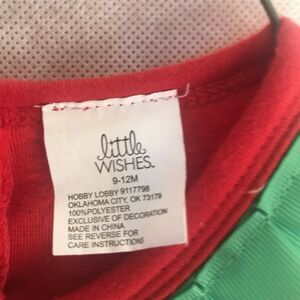 little
WISHES.
9-12M
HOBBY LOBBY 9117798
OKLAHOMA CITY, OK 73179
100%POLYESTER
EXCLUSIVE OF DECORATION
MADE IN CHINA
SEE REVERSE FOR
CARE INSTRUCTIONS